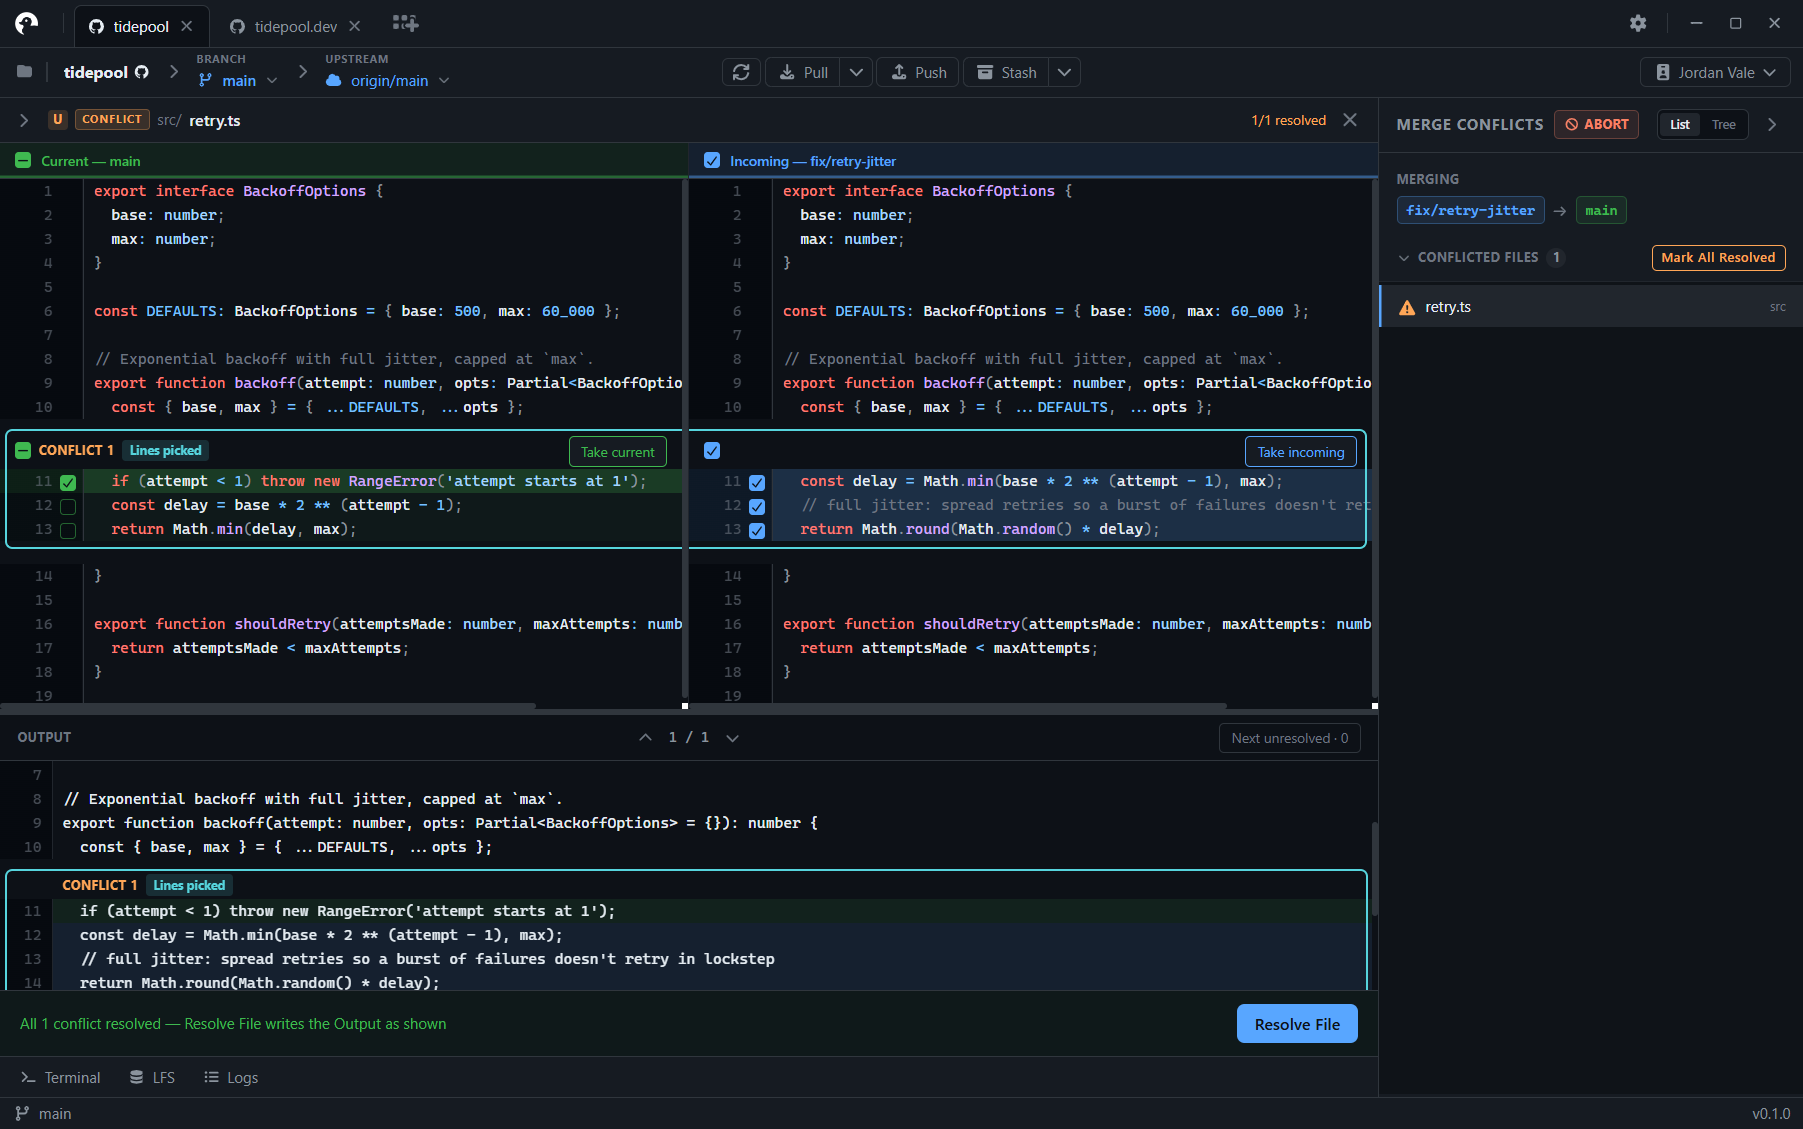 tidepool
tidepool.dev
tidepool
BRANCH
main
UPSTREAM
origin/main
Pull
Push
Stash
Jordan Vale
U CONFLICT src/ retry.ts
1/1 resolved
Current — main
1 export interface BackoffOptions {
2 base: number;
3 max: number;
4 }
5
6 const DEFAULTS: BackoffOptions = { base: 500, max: 60_000 };
7
8 // Exponential backoff with full jitter, capped at `max`.
9 export function backoff(attempt: number, opts: Partial<BackoffOptio
10 const { base, max } = { ...DEFAULTS, ...opts };
CONFLICT 1 Lines picked Take current
11 if (attempt < 1) throw new RangeError('attempt starts at 1');
12 const delay = base * 2 ** (attempt - 1);
13 return Math.min(delay, max);
14 }
15
16 export function shouldRetry(attemptsMade: number, maxAttempts: numb
17 return attemptsMade < maxAttempts;
18 }
19
Incoming — fix/retry-jitter
1 export interface BackoffOptions {
2 base: number;
3 max: number;
4 }
5
6 const DEFAULTS: BackoffOptions = { base: 500, max: 60_000 };
7
8 // Exponential backoff with full jitter, capped at `max`.
9 export function backoff(attempt: number, opts: Partial<BackoffOptio
10 const { base, max } = { ...DEFAULTS, ...opts };
Take incoming
11 const delay = Math.min(base * 2 ** (attempt - 1), max);
12 // full jitter: spread retries so a burst of failures doesn't ret
13 return Math.round(Math.random() * delay);
14 }
15
16 export function shouldRetry(attemptsMade: number, maxAttempts: numb
17 return attemptsMade < maxAttempts;
18 }
19
OUTPUT
1 / 1
Next unresolved · 0
7
8 // Exponential backoff with full jitter, capped at `max`.
9 export function backoff(attempt: number, opts: Partial<BackoffOptions> = {}): number {
10 const { base, max } = { ...DEFAULTS, ...opts };
CONFLICT 1 Lines picked
11 if (attempt < 1) throw new RangeError('attempt starts at 1');
12 const delay = Math.min(base * 2 ** (attempt - 1), max);
13 // full jitter: spread retries so a burst of failures doesn't retry in lockstep
14 return Math.round(Math.random() * delay);
All 1 conflict resolved — Resolve File writes the Output as shown
Resolve File
Terminal
LFS
Logs
main
v0.1.0
MERGE CONFLICTS
ABORT
List
Tree
MERGING
fix/retry-jitter → main
CONFLICTED FILES 1
Mark All Resolved
retry.ts
src